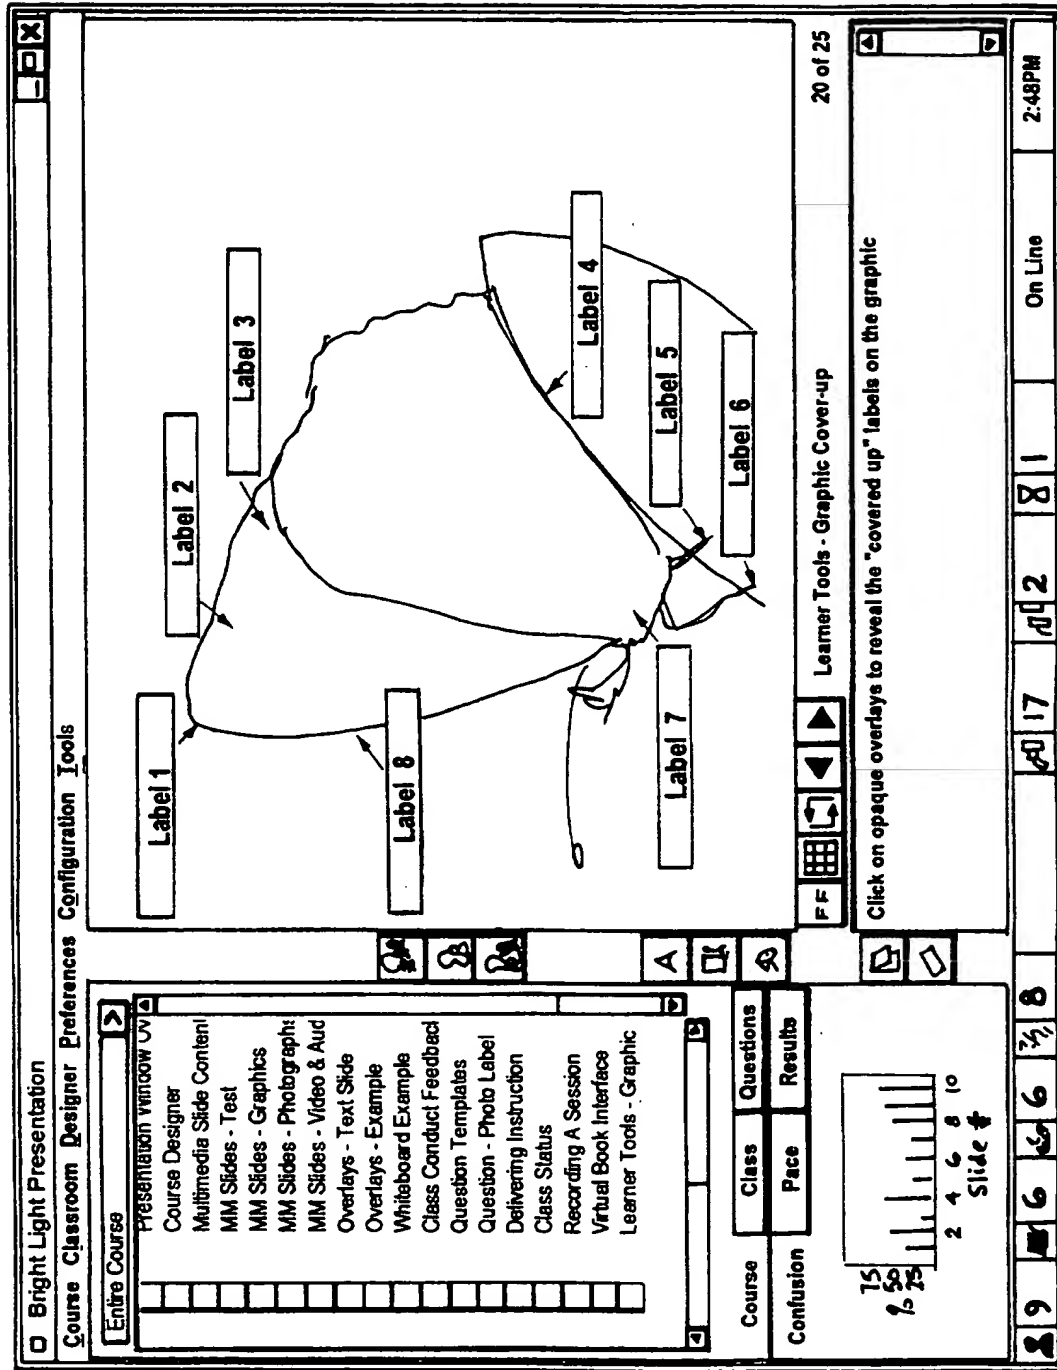 Bright Light Presentation
Course Classroom Designer Preferences Configuration Tools
Entire Course
Presentation Window Ov
Course Designer
Multimedia Slide Content
MM Slides - Test
MM Slides - Graphics
MM Slides - Photographs
MM Slides - Video & Aud
Overlays - Text Slide
Overlays - Example
Whiteboard Example
Class Conduct Feedback
Question Templates
Question - Photo Label
Delivering Instruction
Class Status
Recording A Session
Virtual Book Interface
Learner Tools - Graphic
Course Class Questions
Confusion Pace Results
75
% 50
25
2 4 6 8 10
Slide #
A
Label 1
Label 2
Label 3
Label 4
Label 5
Label 6
Label 7
Label 8
FF
Learner Tools - Graphic Cover-up
20 of 25
Click on opaque overlays to reveal the "covered up" labels on the graphic
9 6 6 8 17 2 1 On Line 2:48PM